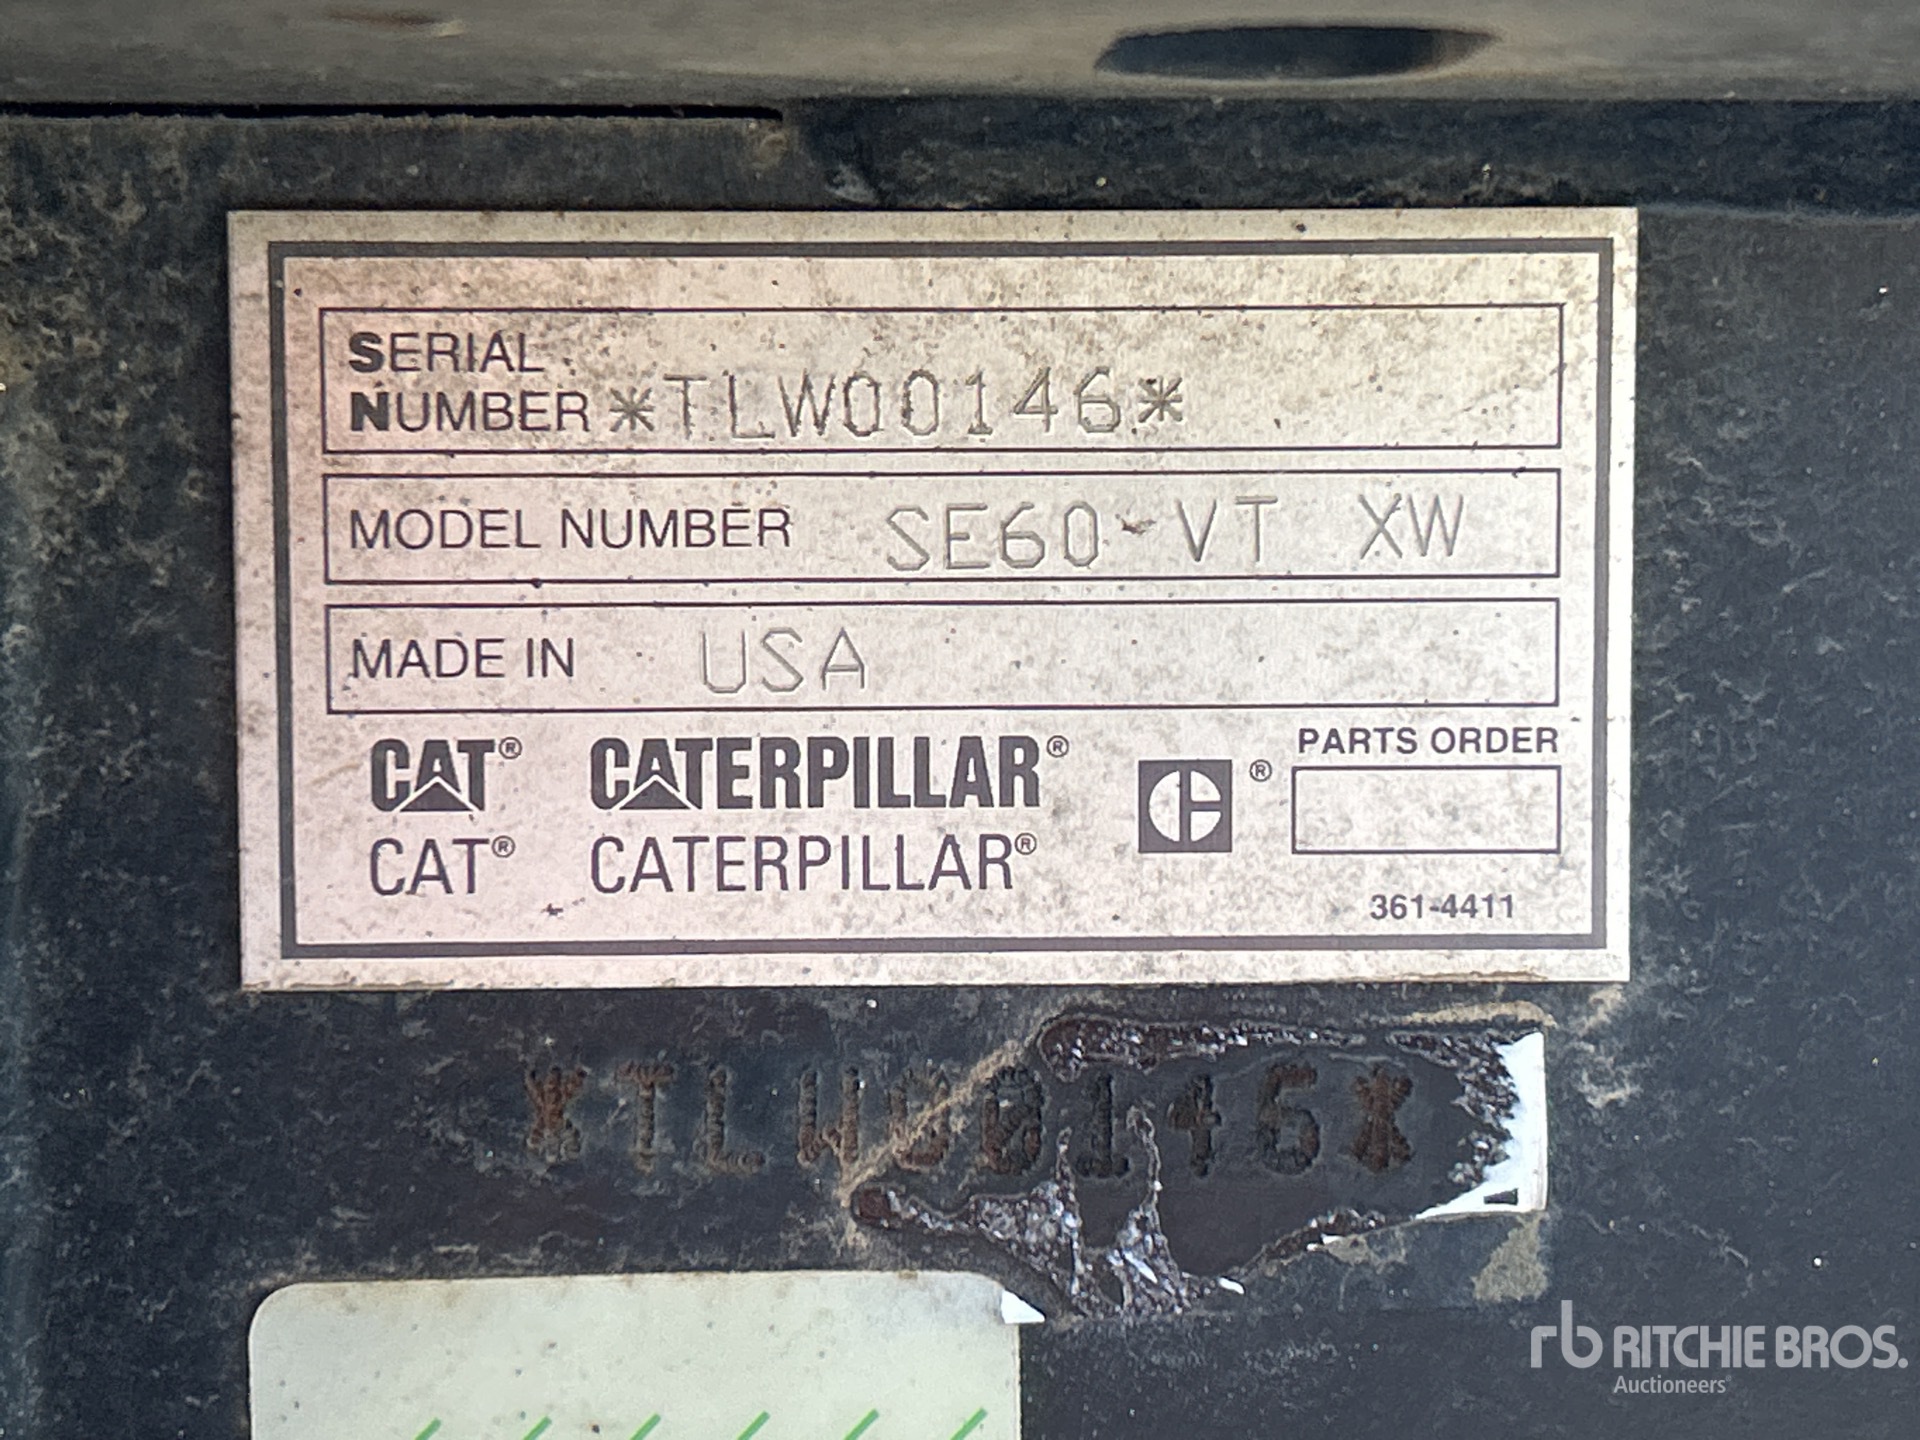 SERIAL
NUMBER *TLW00146*
MODEL NUMBER SE60-VT XW
MADE IN USA
CAT® CATERPILLAR® ®
CAT® CATERPILLAR®
PARTS ORDER
361-4411
*TLW00146*
rb RITCHIE BROS.
Auctioneers